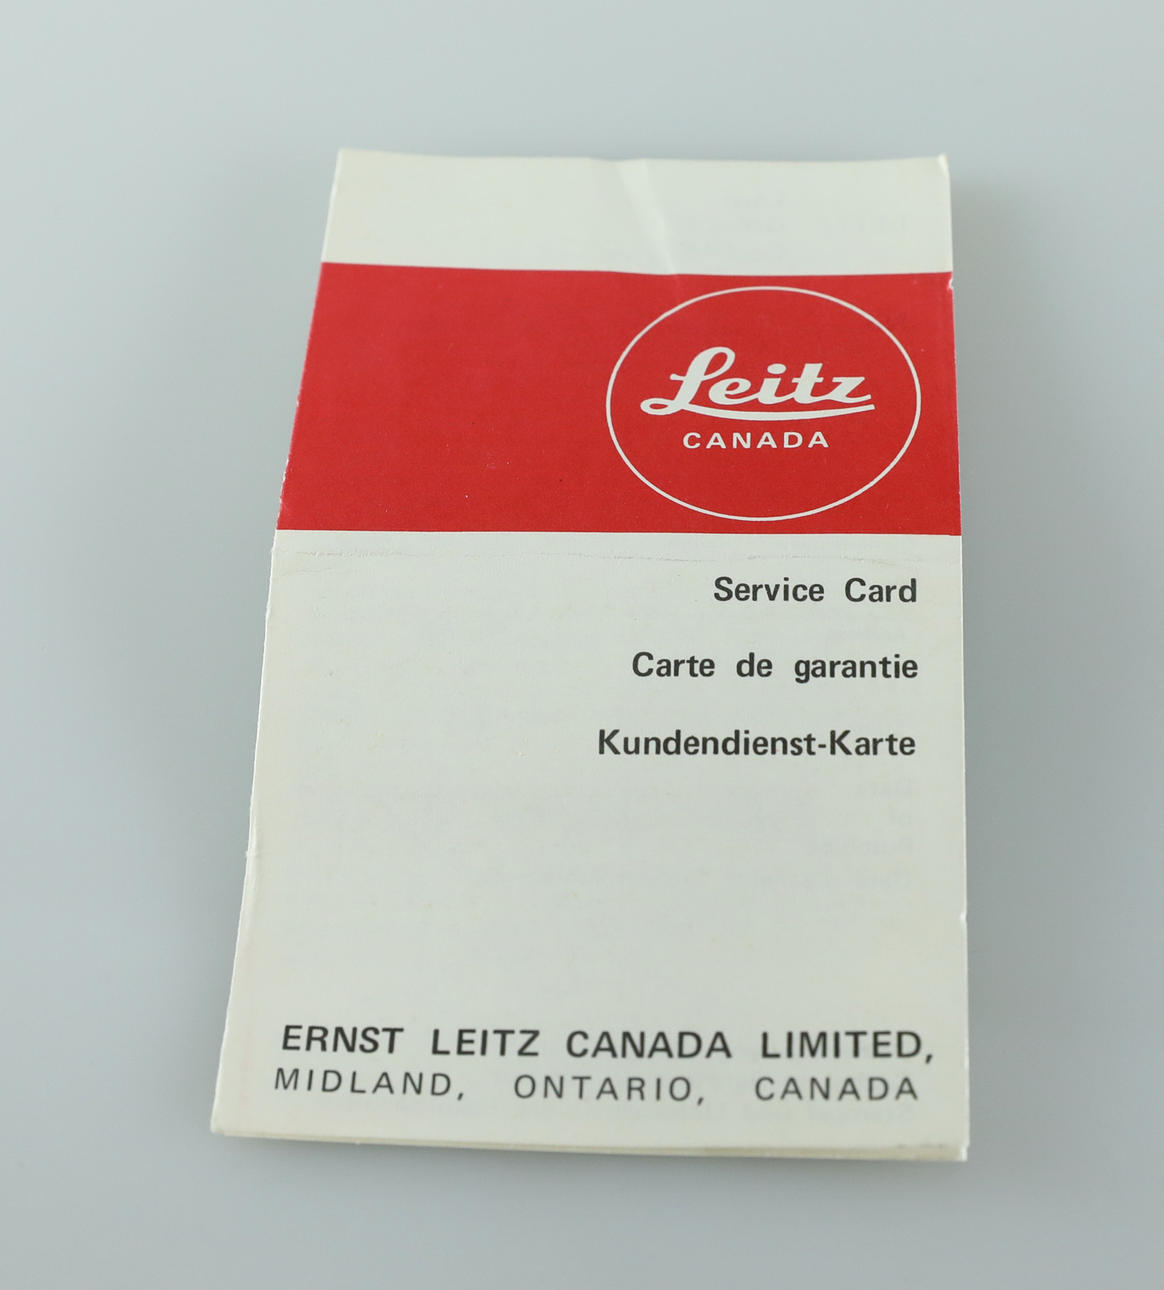 Leitz
CANADA
Service Card
Carte de garantie
Kundendienst-Karte
ERNST LEITZ CANADA LIMITED,
MIDLAND, ONTARIO, CANADA